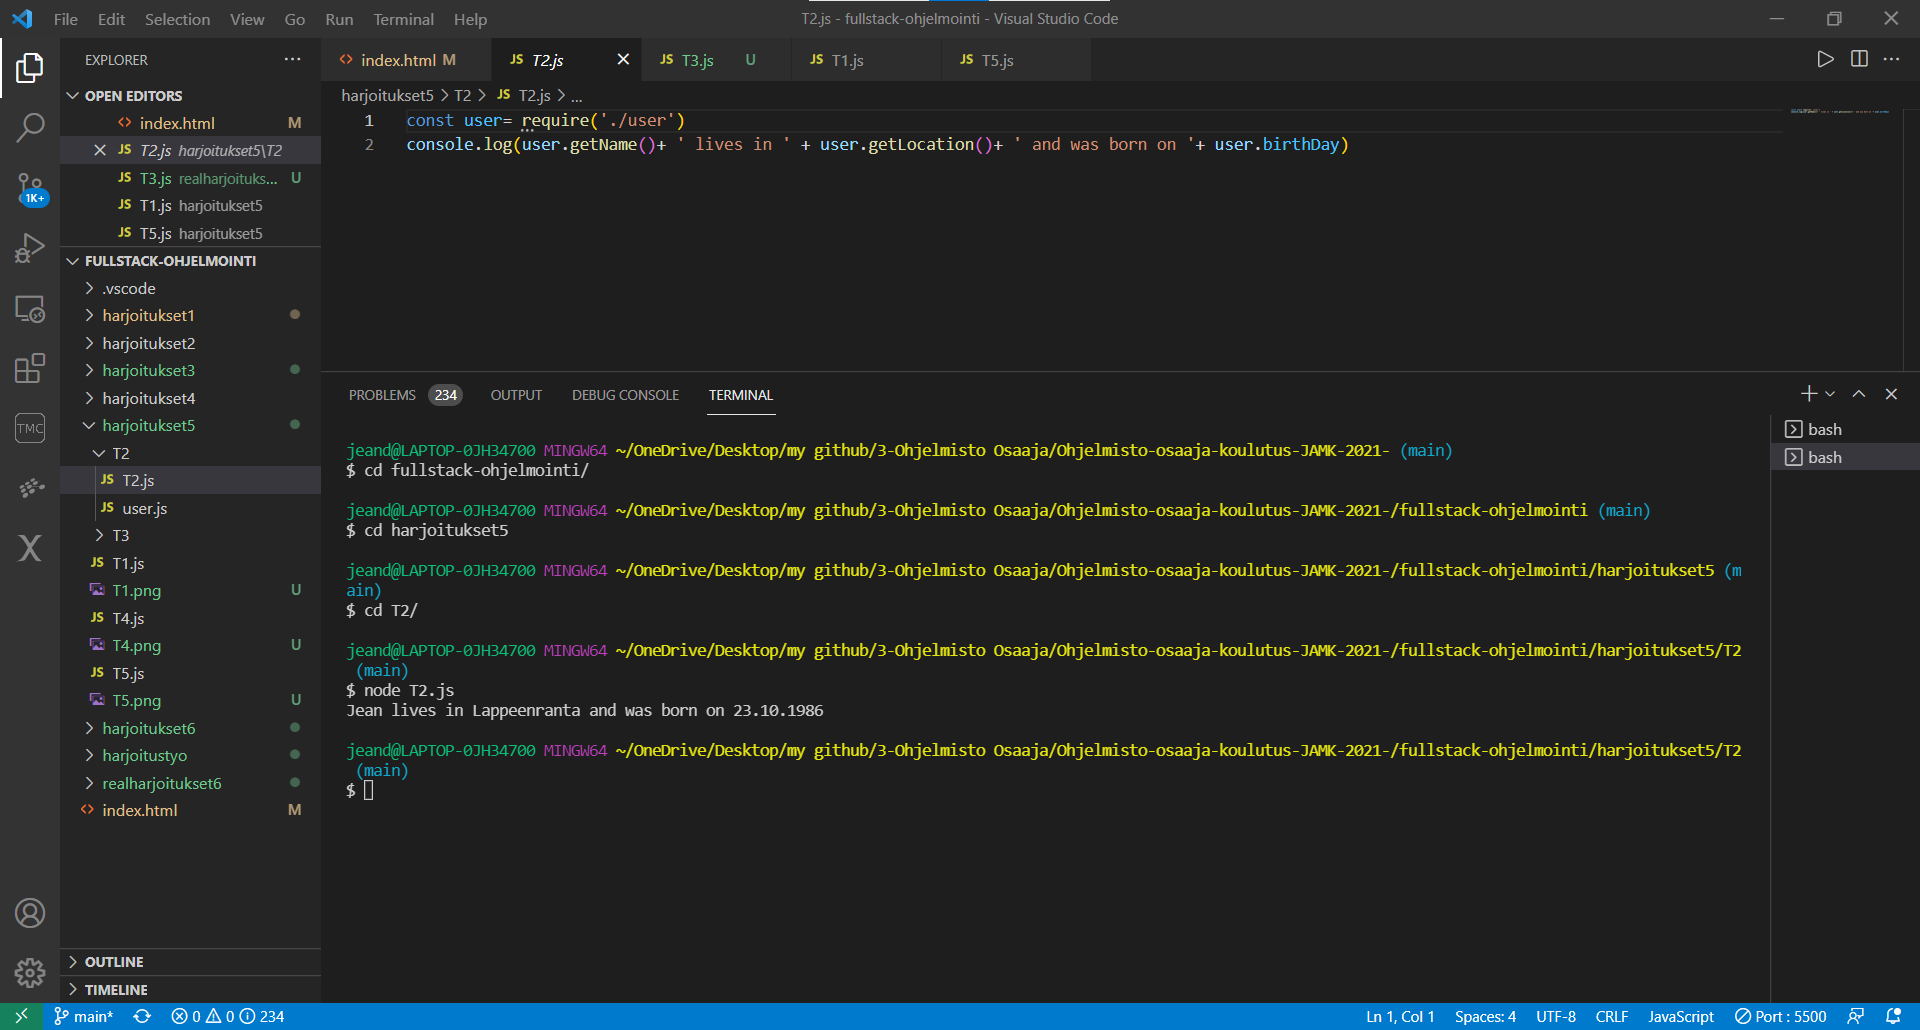 File Edit Selection View Go Run Terminal Help
T2.js - fullstack-ohjelmointi - Visual Studio Code
EXPLORER
OPEN EDITORS
index.html M
T2.js harjoitukset5\T2
T3.js realharjoituks... U
T1.js harjoitukset5
T5.js harjoitukset5
FULLSTACK-OHJELMOINTI
.vscode
harjoitukset1
harjoitukset2
harjoitukset3
harjoitukset4
harjoitukset5
T2
JS T2.js
JS user.js
T3
JS T1.js
T1.png U
JS T4.js
T4.png U
JS T5.js
T5.png U
harjoitukset6
harjoitustyo
realharjoitukset6
index.html M
OUTLINE
TIMELINE
1K+
TMC
index.html M
JS T2.js
JS T3.js U
JS T1.js
JS T5.js
harjoitukset5 > T2 > JS T2.js > ...
1 const user= require('./user')
2 console.log(user.getName()+ ' lives in ' + user.getLocation()+ ' and was born on '+ user.birthDay)
PROBLEMS 234 OUTPUT DEBUG CONSOLE TERMINAL
jeand@LAPTOP-0JH34700 MINGW64 ~/OneDrive/Desktop/my github/3-Ohjelmisto Osaaja/Ohjelmisto-osaaja-koulutus-JAMK-2021- (main)
$ cd fullstack-ohjelmointi/
jeand@LAPTOP-0JH34700 MINGW64 ~/OneDrive/Desktop/my github/3-Ohjelmisto Osaaja/Ohjelmisto-osaaja-koulutus-JAMK-2021-/fullstack-ohjelmointi (main)
$ cd harjoitukset5
jeand@LAPTOP-0JH34700 MINGW64 ~/OneDrive/Desktop/my github/3-Ohjelmisto Osaaja/Ohjelmisto-osaaja-koulutus-JAMK-2021-/fullstack-ohjelmointi/harjoitukset5 (m
ain)
$ cd T2/
jeand@LAPTOP-0JH34700 MINGW64 ~/OneDrive/Desktop/my github/3-Ohjelmisto Osaaja/Ohjelmisto-osaaja-koulutus-JAMK-2021-/fullstack-ohjelmointi/harjoitukset5/T2
(main)
$ node T2.js
Jean lives in Lappeenranta and was born on 23.10.1986
jeand@LAPTOP-0JH34700 MINGW64 ~/OneDrive/Desktop/my github/3-Ohjelmisto Osaaja/Ohjelmisto-osaaja-koulutus-JAMK-2021-/fullstack-ohjelmointi/harjoitukset5/T2
(main)
$
bash
bash
main* 0 0 234
Ln 1, Col 1 Spaces: 4 UTF-8 CRLF JavaScript Port : 5500